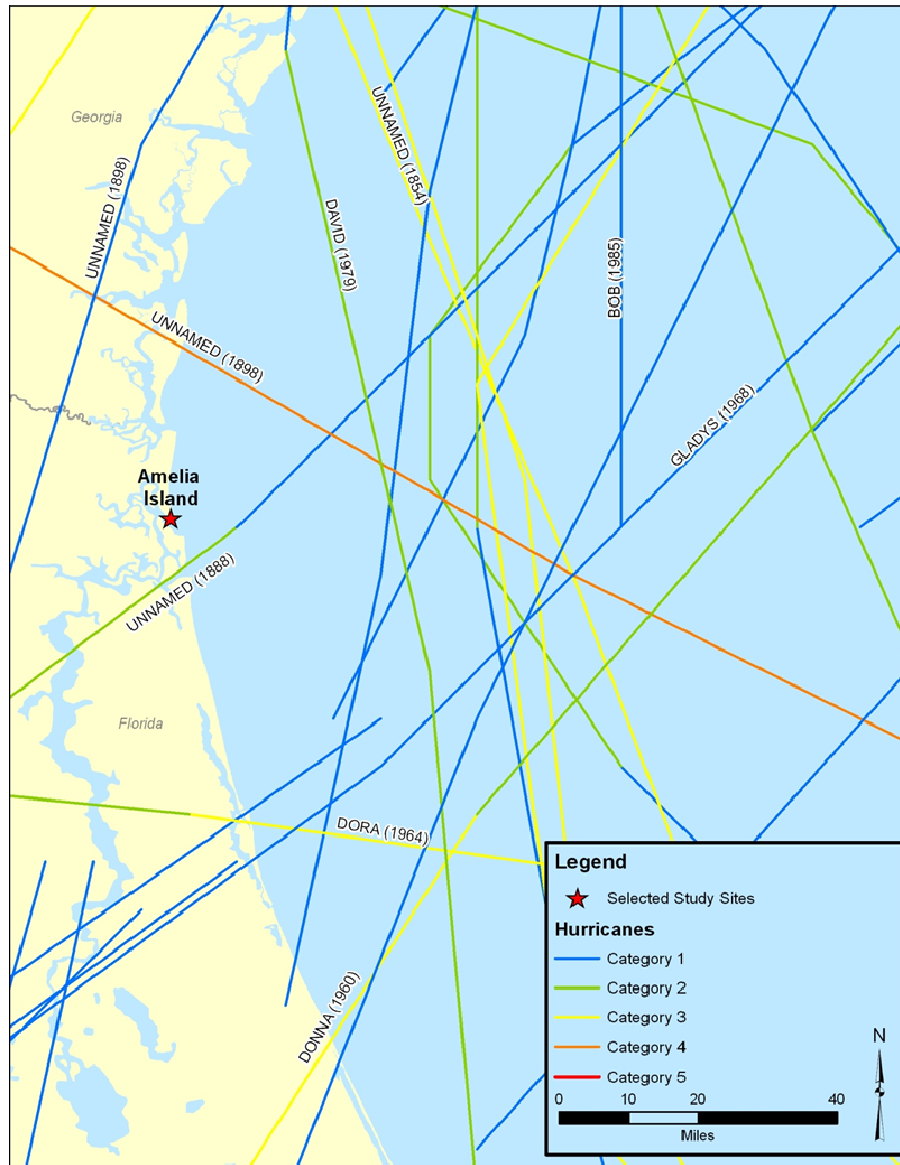 Georgia
UNNAMED (1898)
UNNAMED (1854)
DAVID (1979)
BOB (1985)
UNNAMED (1898)
GLADYS (1968)
Amelia
Island
UNNAMED (1888)
Florida
DORA (1964)
DONNA (1960)
Legend
Selected Study Sites
Hurricanes
Category 1
Category 2
Category 3
Category 4
Category 5
N
0 10 20 40
Miles